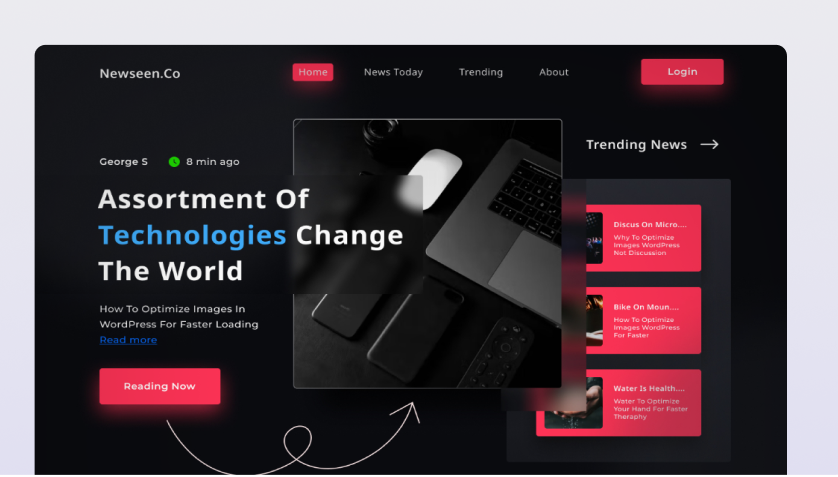 Newseen.Co
Home
News Today
Trending
About
Login
George S
8 min ago
Assortment Of
Technologies Change
The World
How To Optimize Images In
WordPress For Faster Loading
Read more
Reading Now
Trending News
Discus On Micro....
Why To Optimize
Images WordPress
Not Discussion
Bike On Moun....
How To Optimize
Images WordPress
For Faster
Water Is Health....
Water To Optimize
Your Hand For Faster
Theraphy